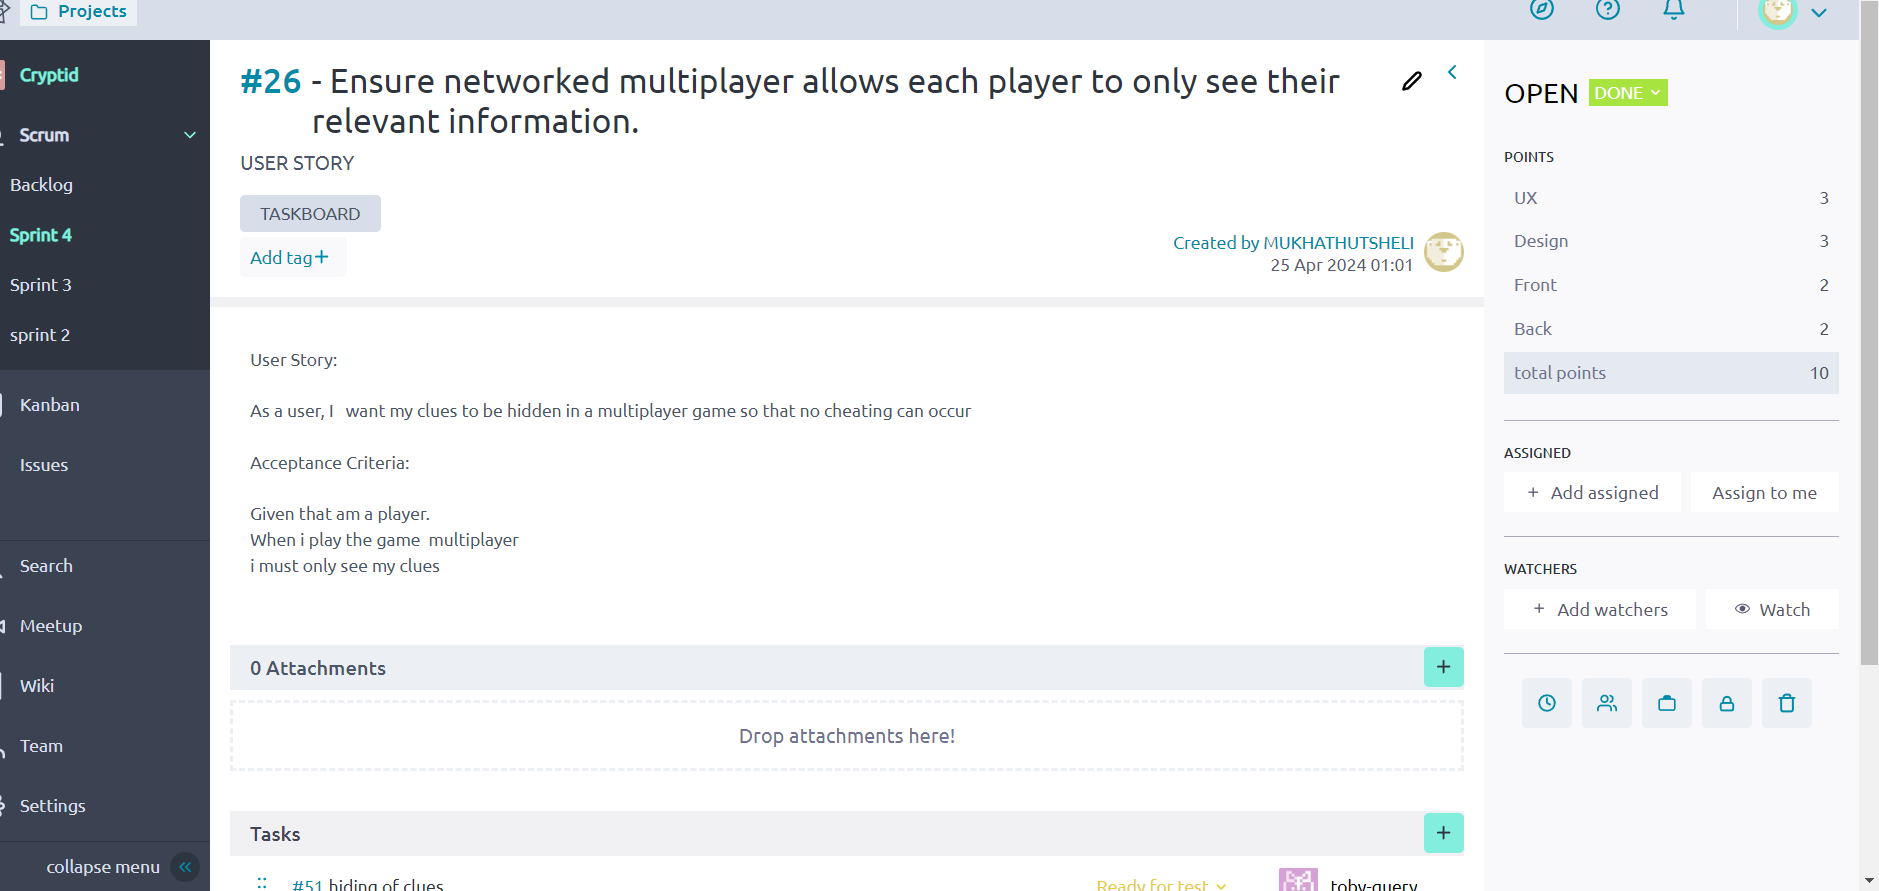 Projects
Cryptid
Scrum
Backlog
Sprint 4
Sprint 3
sprint 2
Kanban
Issues
Search
Meetup
Wiki
Team
Settings
collapse menu
#26 - Ensure networked multiplayer allows each player to only see their
relevant information.
USER STORY
TASKBOARD
Add tag+
Created by MUKHATHUTSHELI
25 Apr 2024 01:01
User Story:
As a user, I want my clues to be hidden in a multiplayer game so that no cheating can occur
Acceptance Criteria:
Given that am a player.
When i play the game multiplayer
i must only see my clues
0 Attachments
Drop attachments here!
Tasks
#51 hiding of clues Ready for test toby-query
OPEN DONE
POINTS
UX 3
Design 3
Front 2
Back 2
total points 10
ASSIGNED
+ Add assigned Assign to me
WATCHERS
+ Add watchers Watch